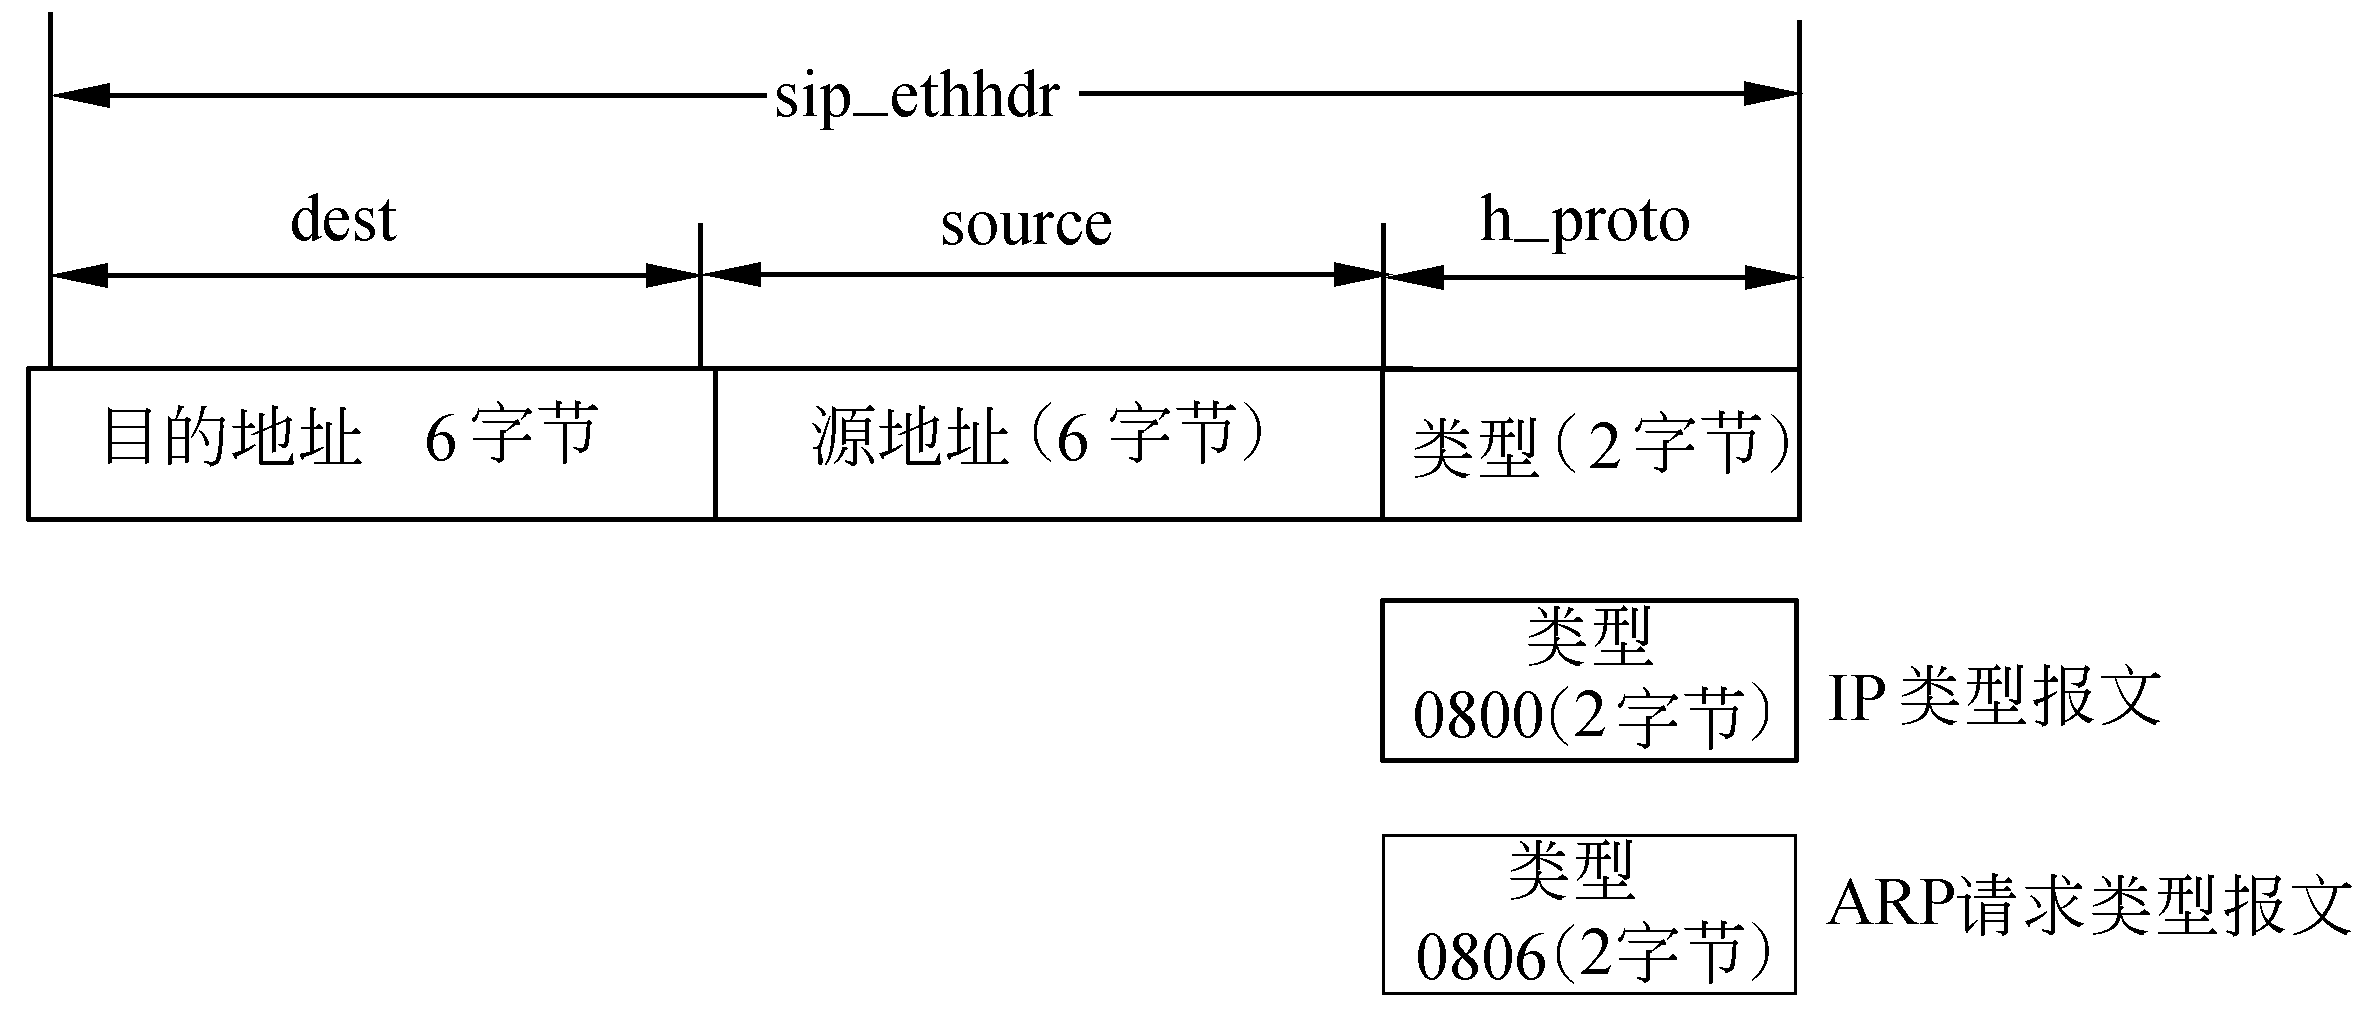 sip_ethhdr
dest source h_proto
目的地址 6字节 源地址(6字节) 类型(2字节)
类型
0800(2字节) IP类型报文
类型
0806(2字节) ARP请求类型报文